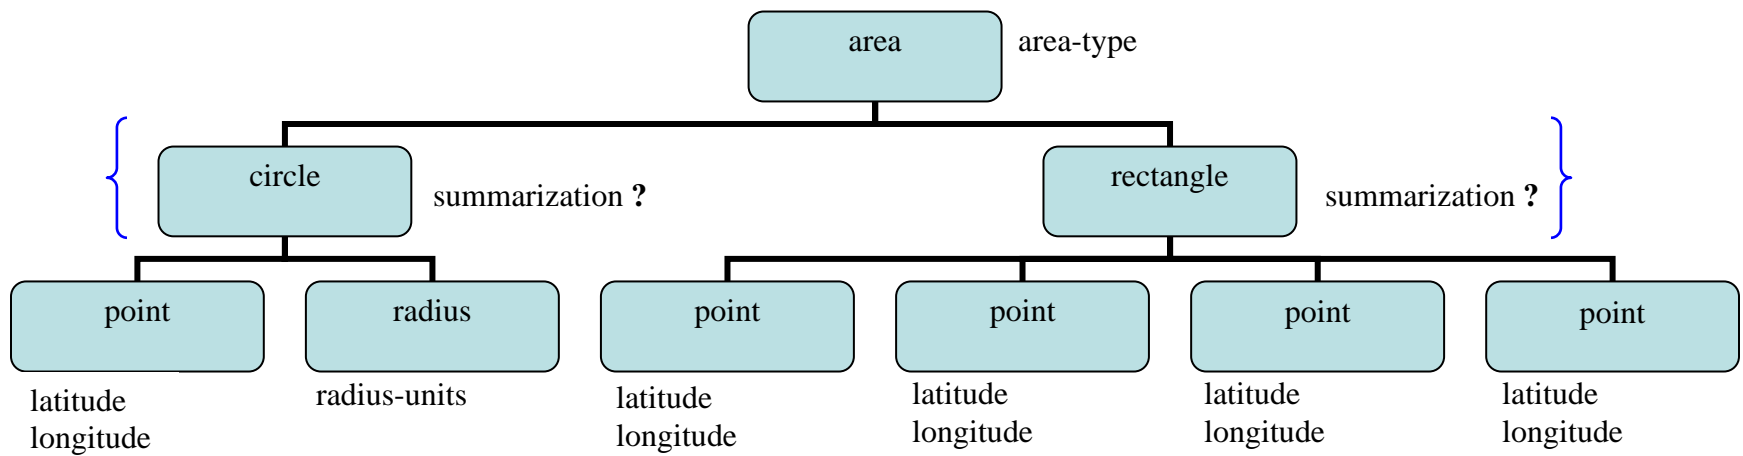 area
area-type
circle
summarization ?
rectangle
summarization ?
point
radius
point
point
point
point
latitude
longitude
radius-units
latitude
longitude
latitude
longitude
latitude
longitude
latitude
longitude